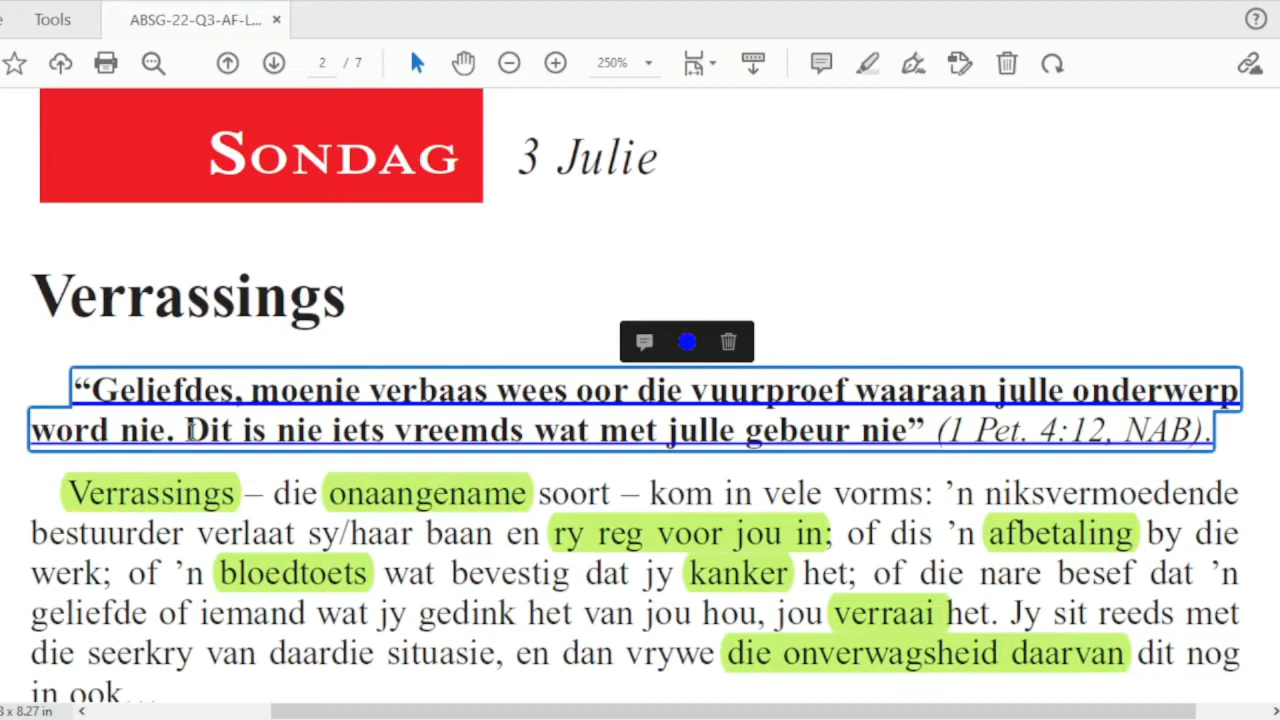 e Tools ABSG-22-Q3-AF-L... ×
2 / 7 250%
SONDAG 3 Julie
Verrassings
“Geliefdes, moenie verbaas wees oor die vuurproef waaraan julle onderwerp
word nie. Dit is nie iets vreemds wat met julle gebeur nie” (1 Pet. 4:12, NAB).
Verrassings – die onaangename soort – kom in vele vorms: ’n niksvermoedende
bestuurder verlaat sy/haar baan en ry reg voor jou in; of dis ’n afbetaling by die
werk; of ’n bloedtoets wat bevestig dat jy kanker het; of die nare besef dat ’n
geliefde of iemand wat jy gedink het van jou hou, jou verraai het. Jy sit reeds met
die seerkry van daardie situasie, en dan vrywe die onverwagsheid daarvan dit nog
in ook...
3 x 8.27 in